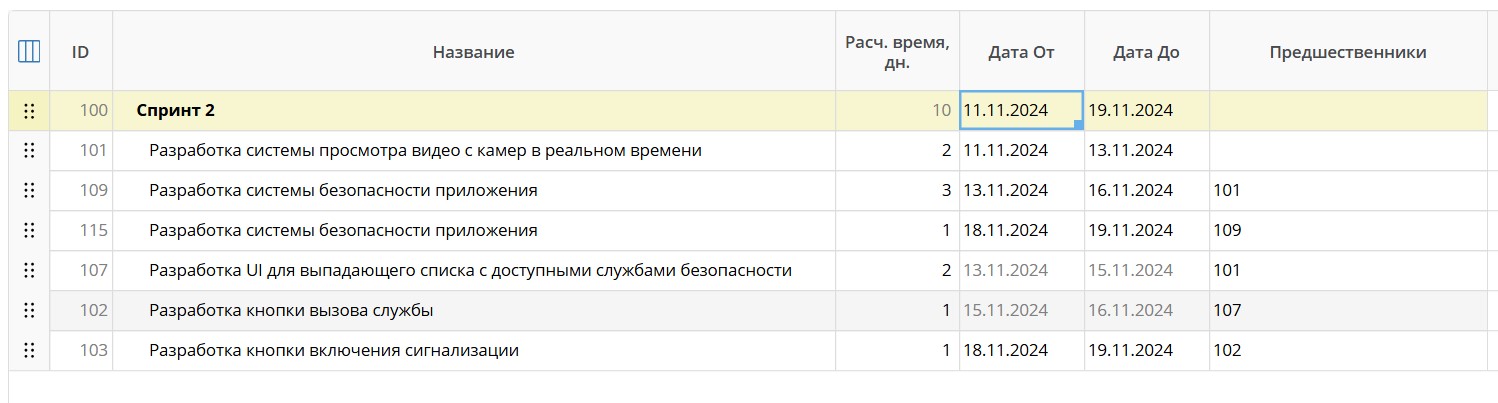 ID Название Расч. время, дн. Дата От Дата До Предшественники
100 Спринт 2 10 11.11.2024 19.11.2024
101 Разработка системы просмотра видео с камер в реальном времени 2 11.11.2024 13.11.2024
109 Разработка системы безопасности приложения 3 13.11.2024 16.11.2024 101
115 Разработка системы безопасности приложения 1 18.11.2024 19.11.2024 109
107 Разработка UI для выпадающего списка с доступными службами безопасности 2 13.11.2024 15.11.2024 101
102 Разработка кнопки вызова службы 1 15.11.2024 16.11.2024 107
103 Разработка кнопки включения сигнализации 1 18.11.2024 19.11.2024 102